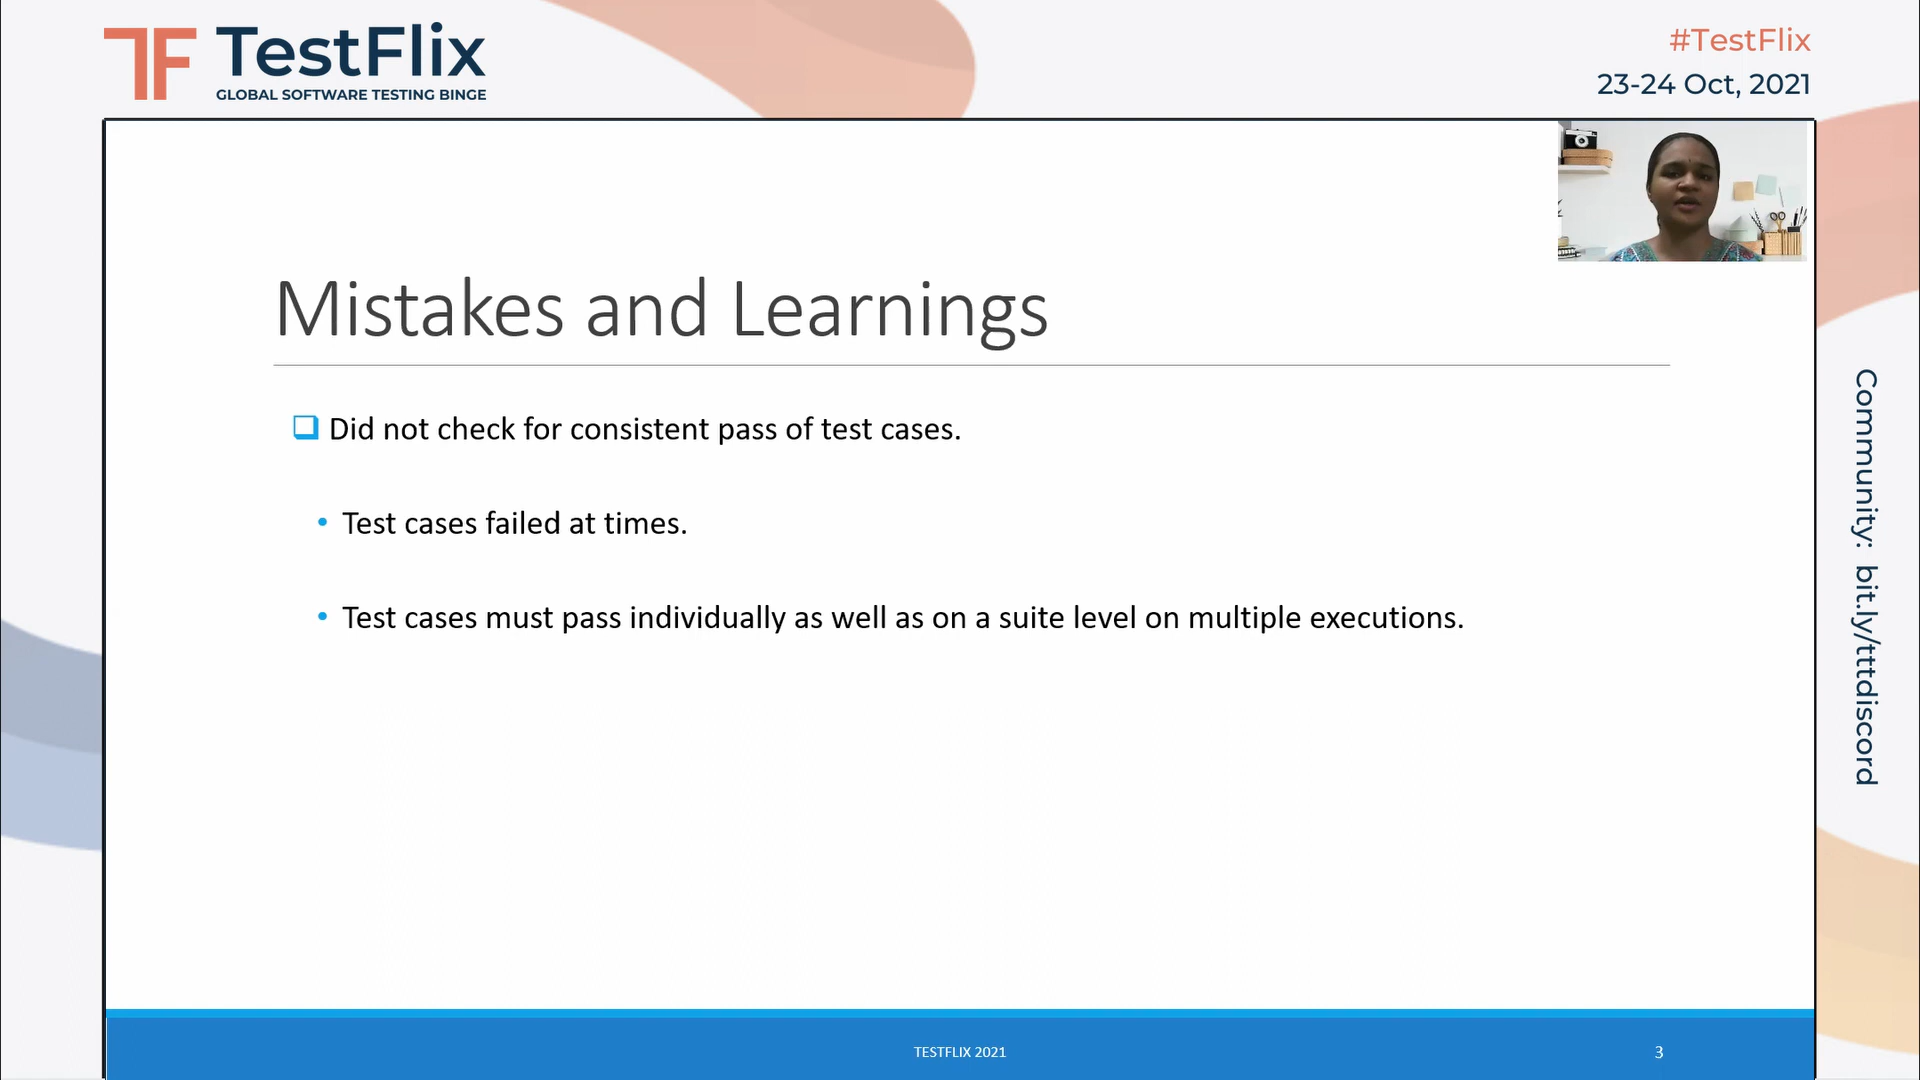 TF TestFlix
GLOBAL SOFTWARE TESTING BINGE
#TestFlix
23-24 Oct, 2021
Mistakes and Learnings
Did not check for consistent pass of test cases.
• Test cases failed at times.
• Test cases must pass individually as well as on a suite level on multiple executions.
Community: bit.ly/tttdiscord
TESTFLIX 2021
3